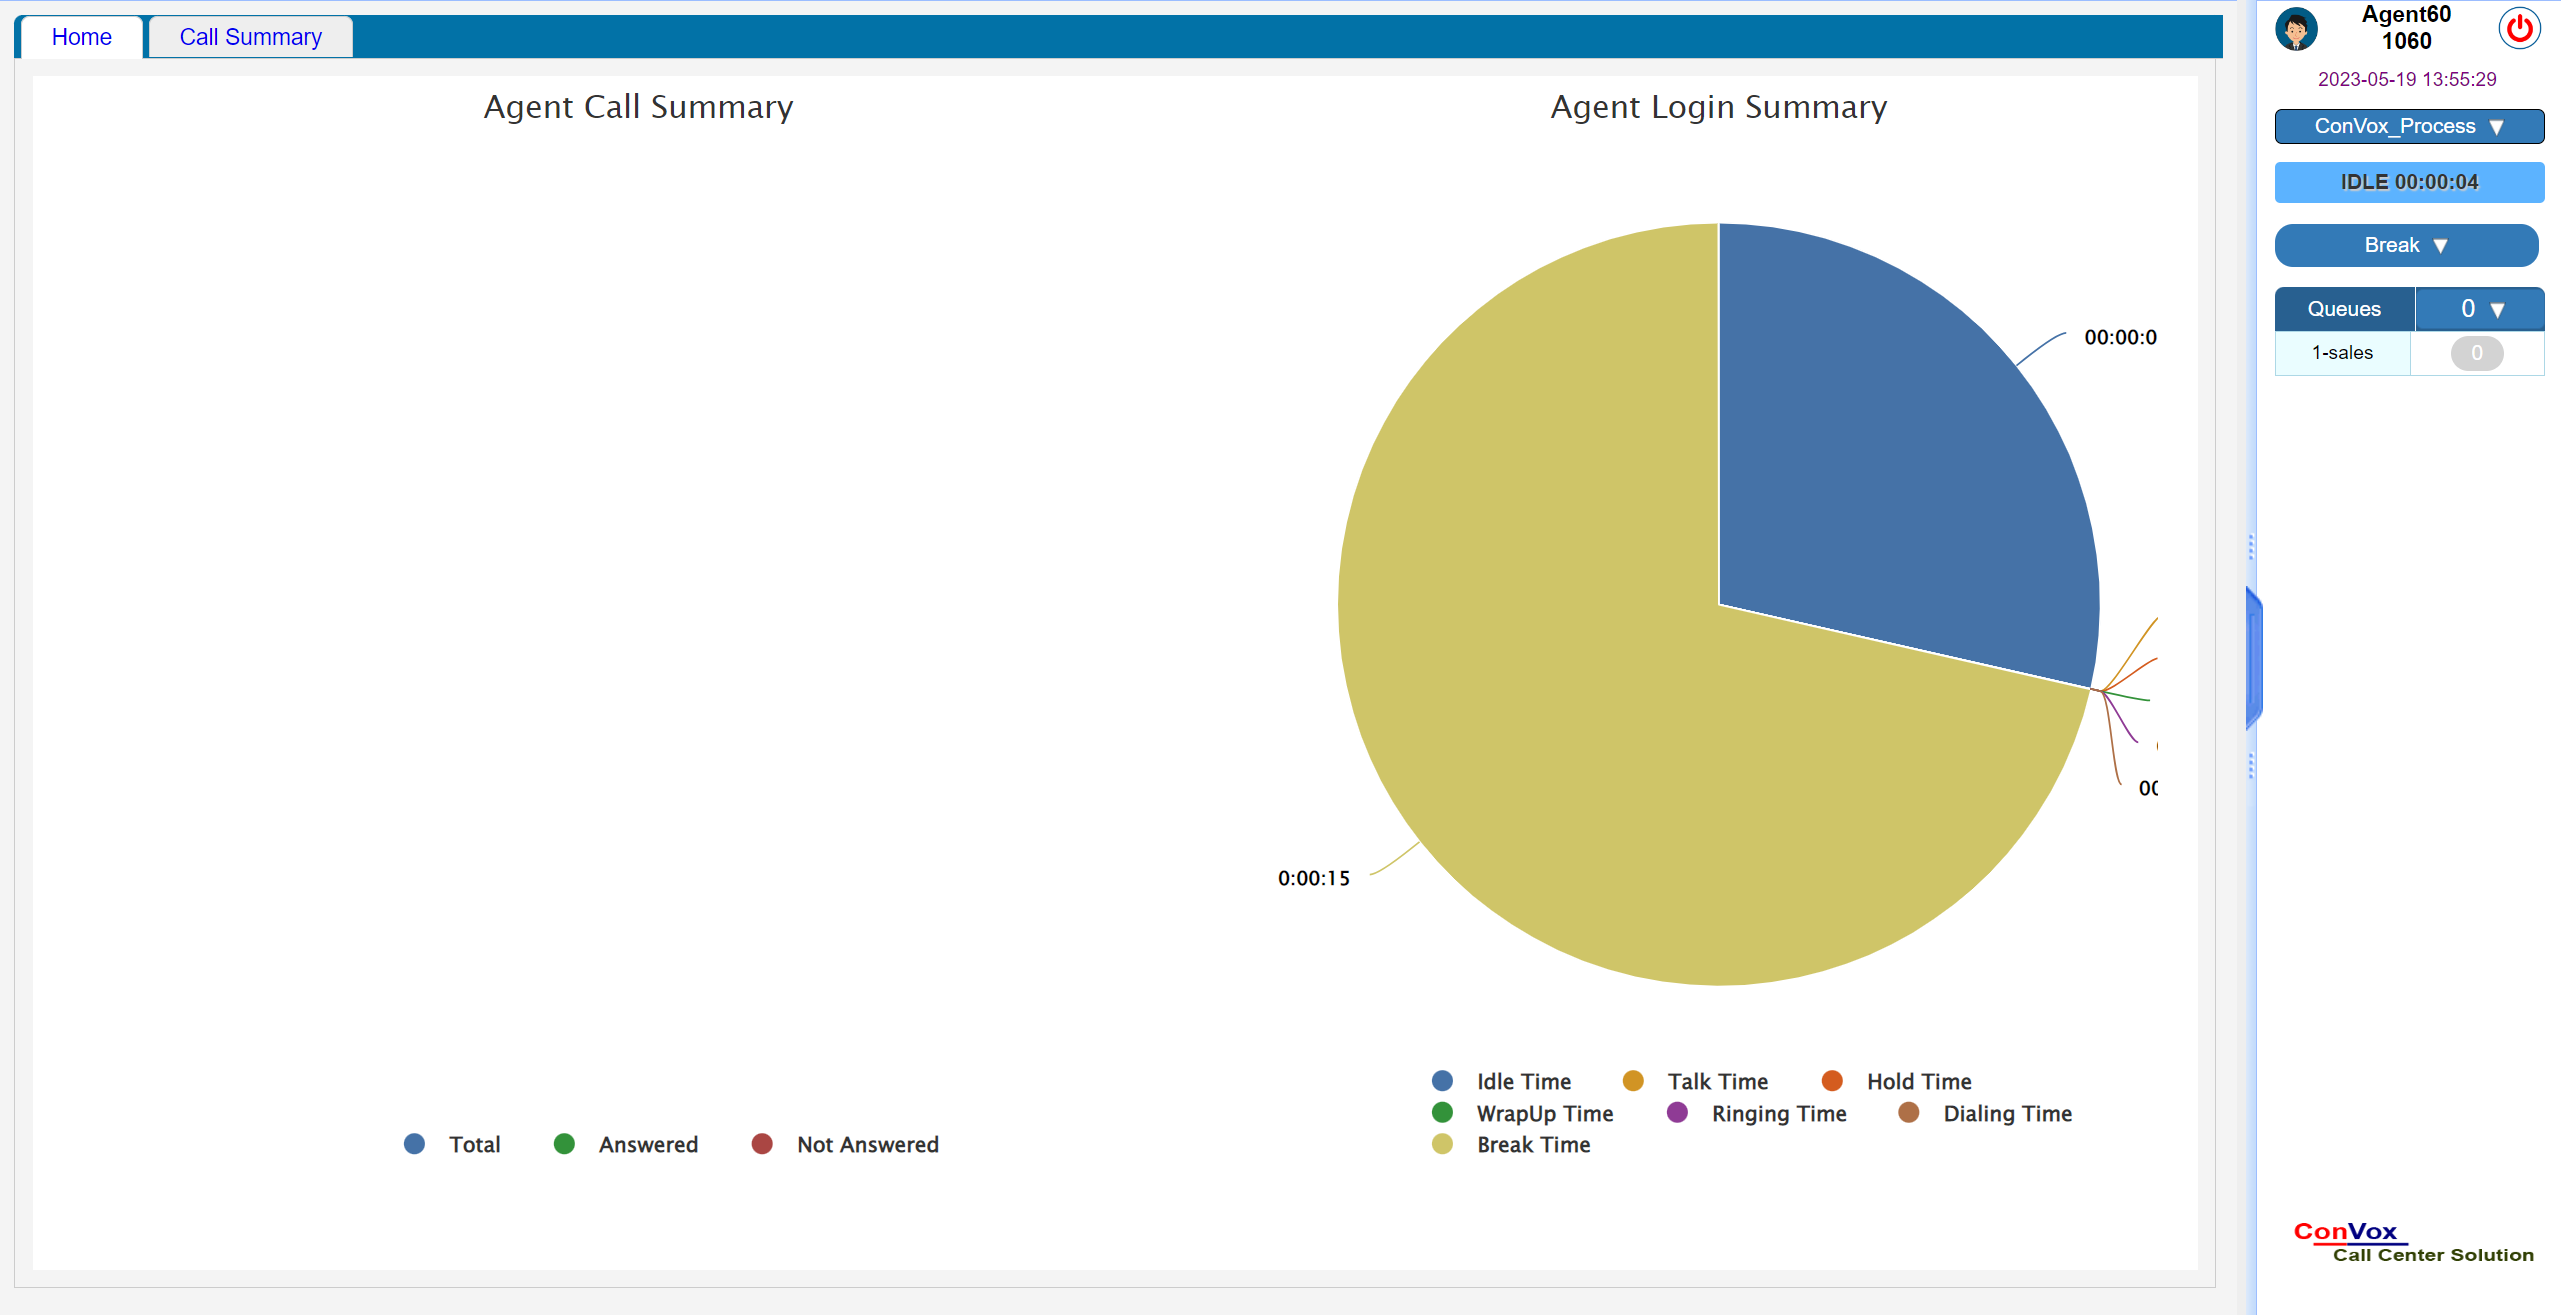 Home
Call Summary
Agent Call Summary
Agent Login Summary
00:00:0
00
0:00:15
Total
Answered
Not Answered
Idle Time
Talk Time
Hold Time
WrapUp Time
Ringing Time
Dialing Time
Break Time
Agent60
1060
2023-05-19 13:55:29
ConVox_Process ▼
IDLE 00:00:04
Break ▼
Queues 0 ▼
1-sales 0
ConVox
Call Center Solution